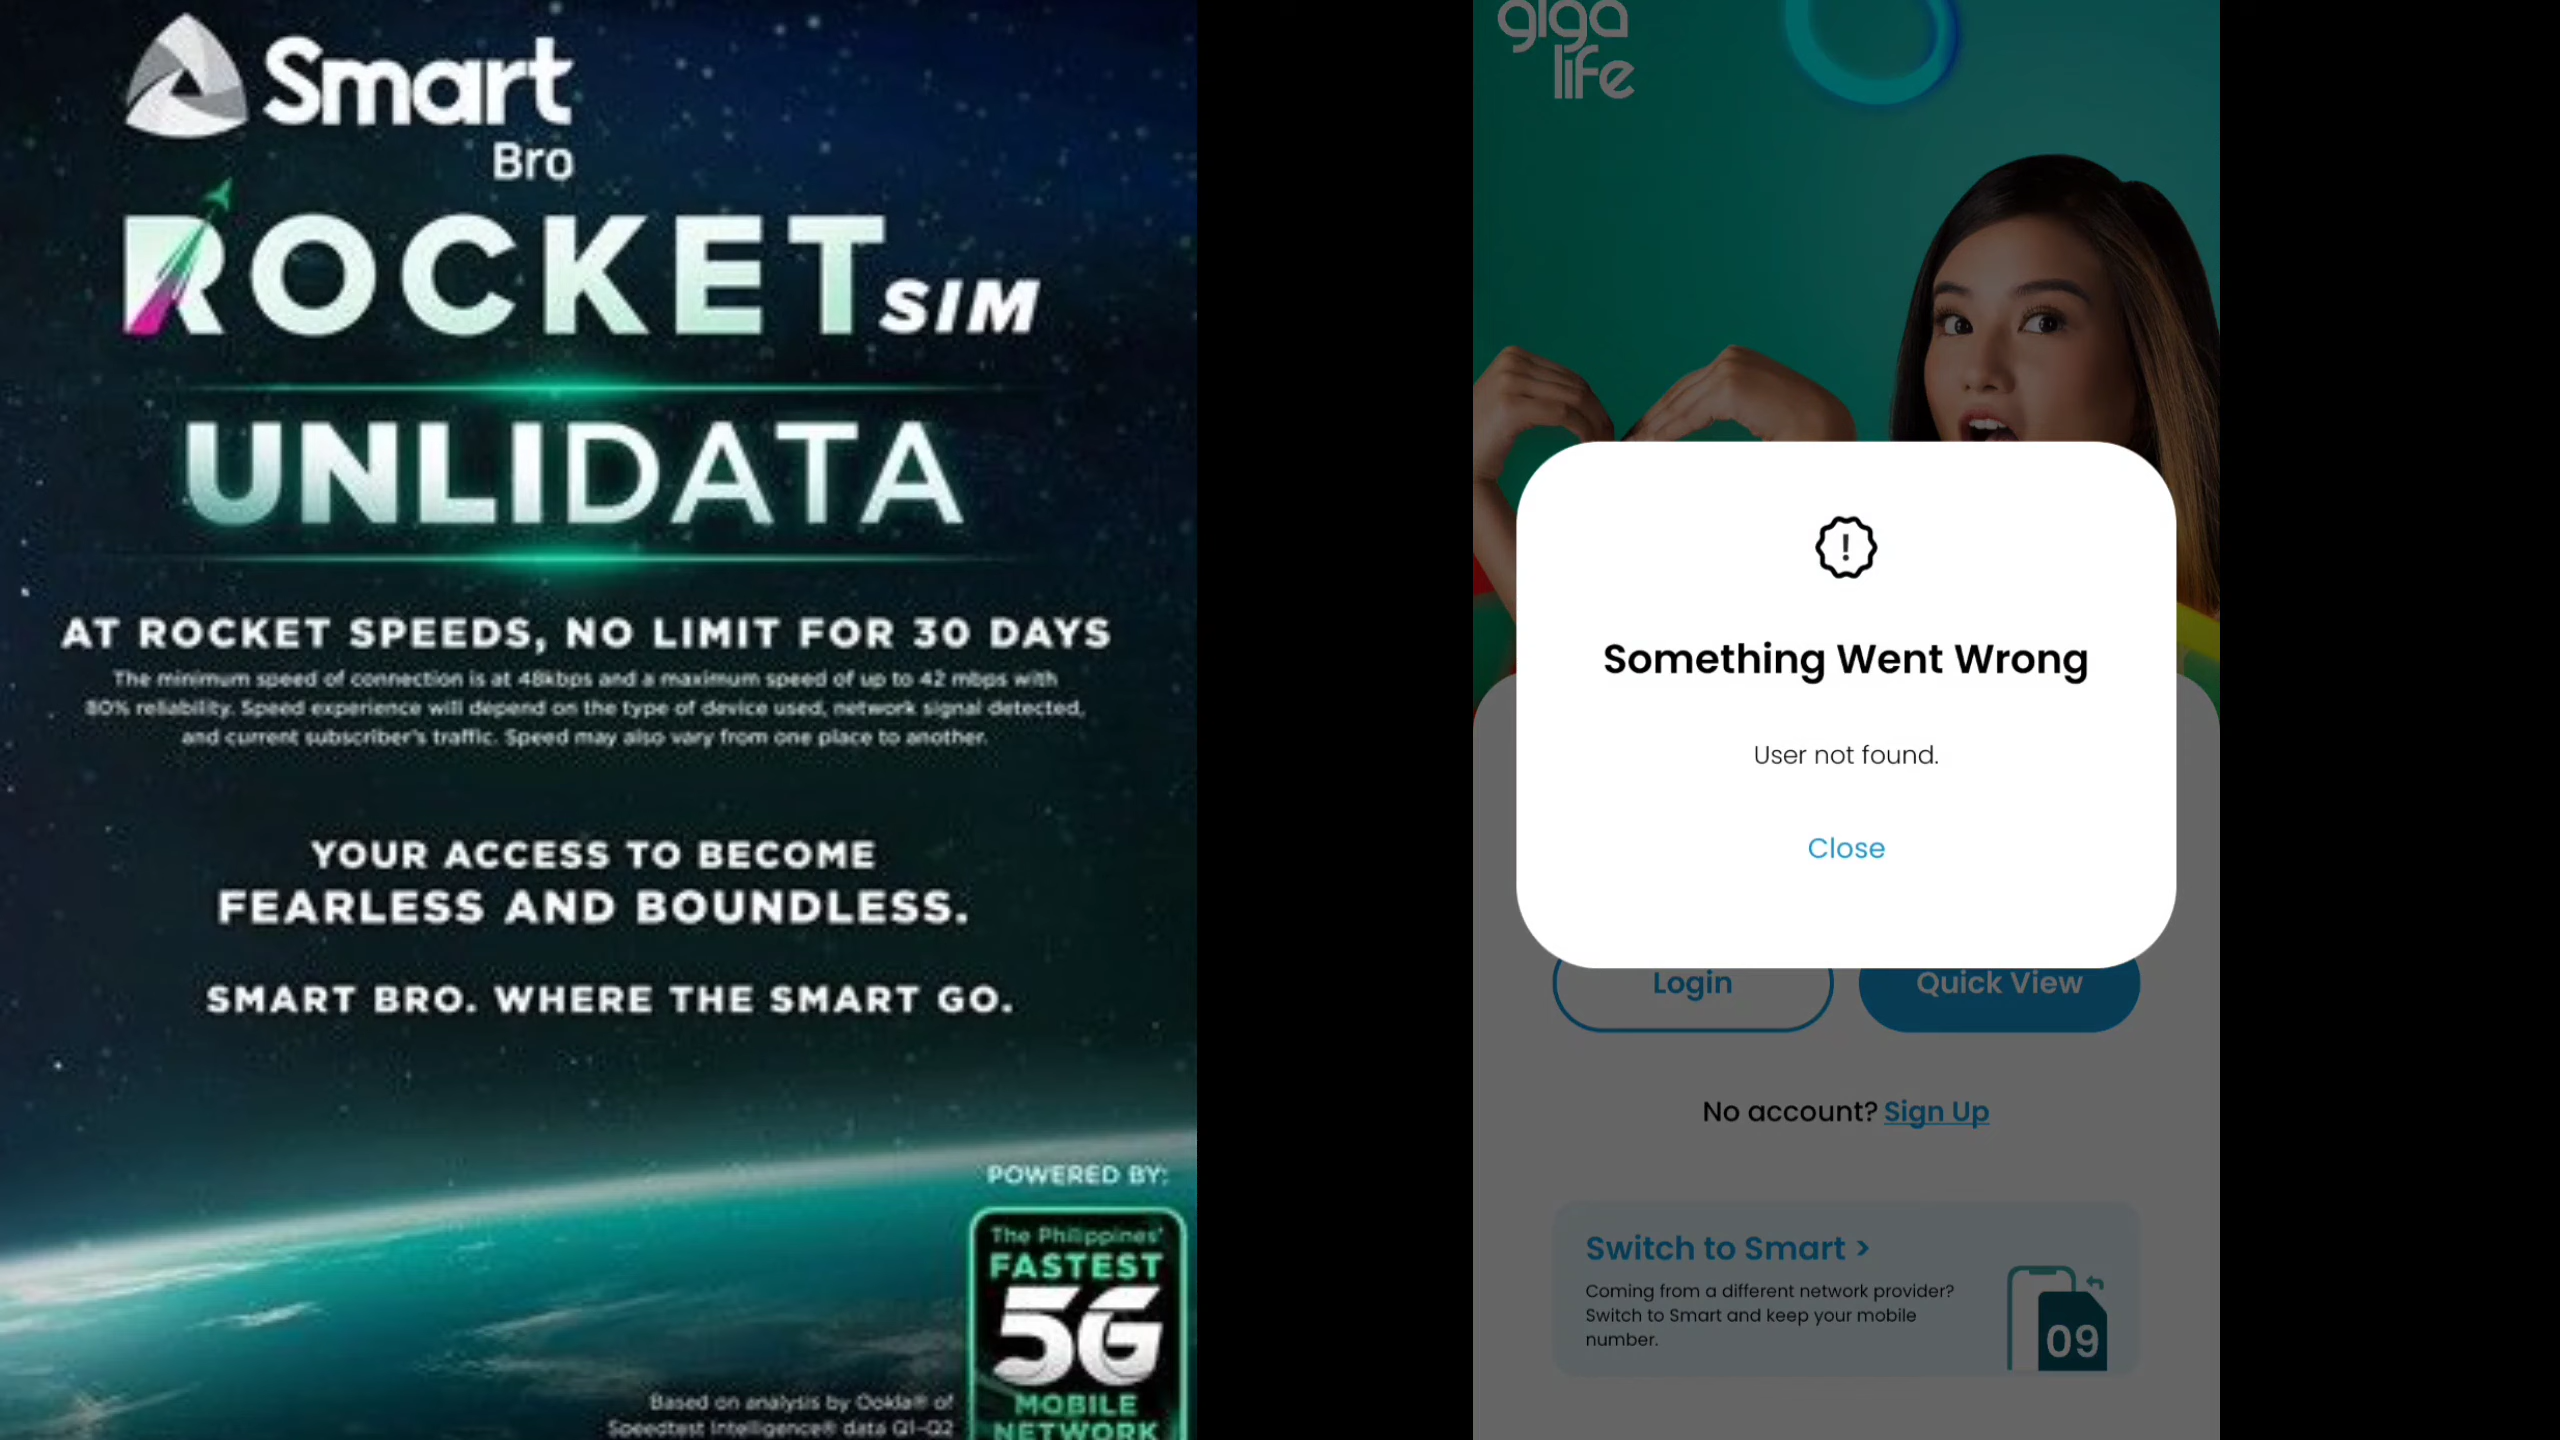 Smart
Bro
ROCKET SIM
UNLIDATA
AT ROCKET SPEEDS, NO LIMIT FOR 30 DAYS
The minimum speed of connection is at 48kbps and a maximum speed of up to 42 mbps with
80% reliability. Speed experience will depend on the type of device used, network signal detected,
and current subscriber's traffic. Speed may also vary from one place to another.
YOUR ACCESS TO BECOME
FEARLESS AND BOUNDLESS.
SMART BRO. WHERE THE SMART GO.
POWERED BY:
The Philippines'
FASTEST
5G
MOBILE
NETWORK
Based on analysis by Ookla® of
Speedtest Intelligence® data Q1-Q2
giga
life
!
Something Went Wrong
User not found.
Close
Login
Quick View
No account? Sign Up
Switch to Smart >
Coming from a different network provider?
Switch to Smart and keep your mobile
number.
09